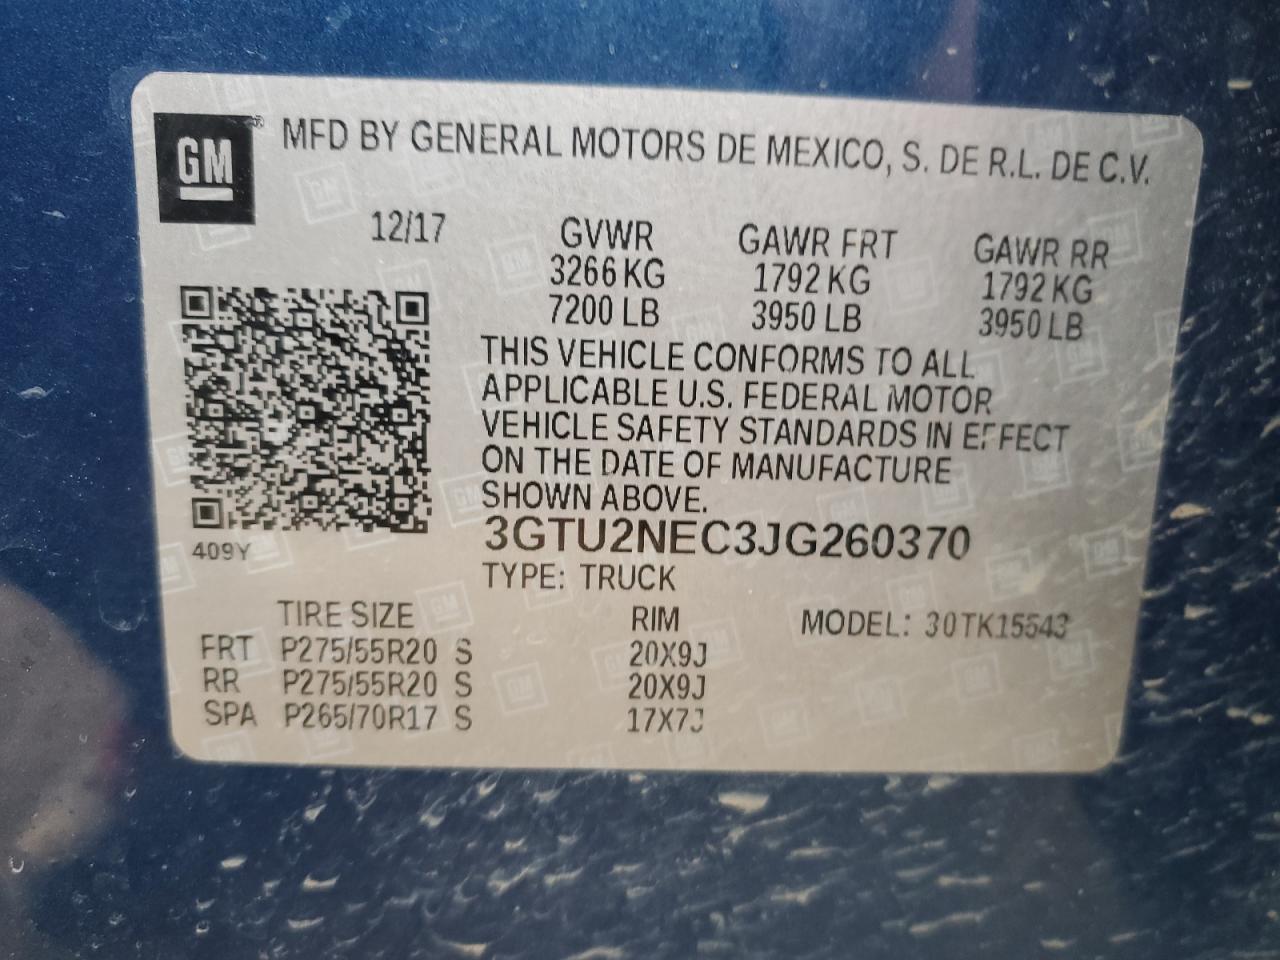 GM ® MFD BY GENERAL MOTORS DE MEXICO, S. DE R.L. DE C.V.
12/17 GVWR GAWR FRT GAWR RR
3266 KG 1792 KG 1792 KG
7200 LB 3950 LB 3950 LB
THIS VEHICLE CONFORMS TO ALL
APPLICABLE U.S. FEDERAL MOTOR
VEHICLE SAFETY STANDARDS IN EFFECT
ON THE DATE OF MANUFACTURE
SHOWN ABOVE.
409Y 3GTU2NEC3JG260370
TYPE: TRUCK
TIRE SIZE RIM MODEL: 30TK15543
FRT P275/55R20 S 20X9J
RR P275/55R20 S 20X9J
SPA P265/70R17 S 17X7J